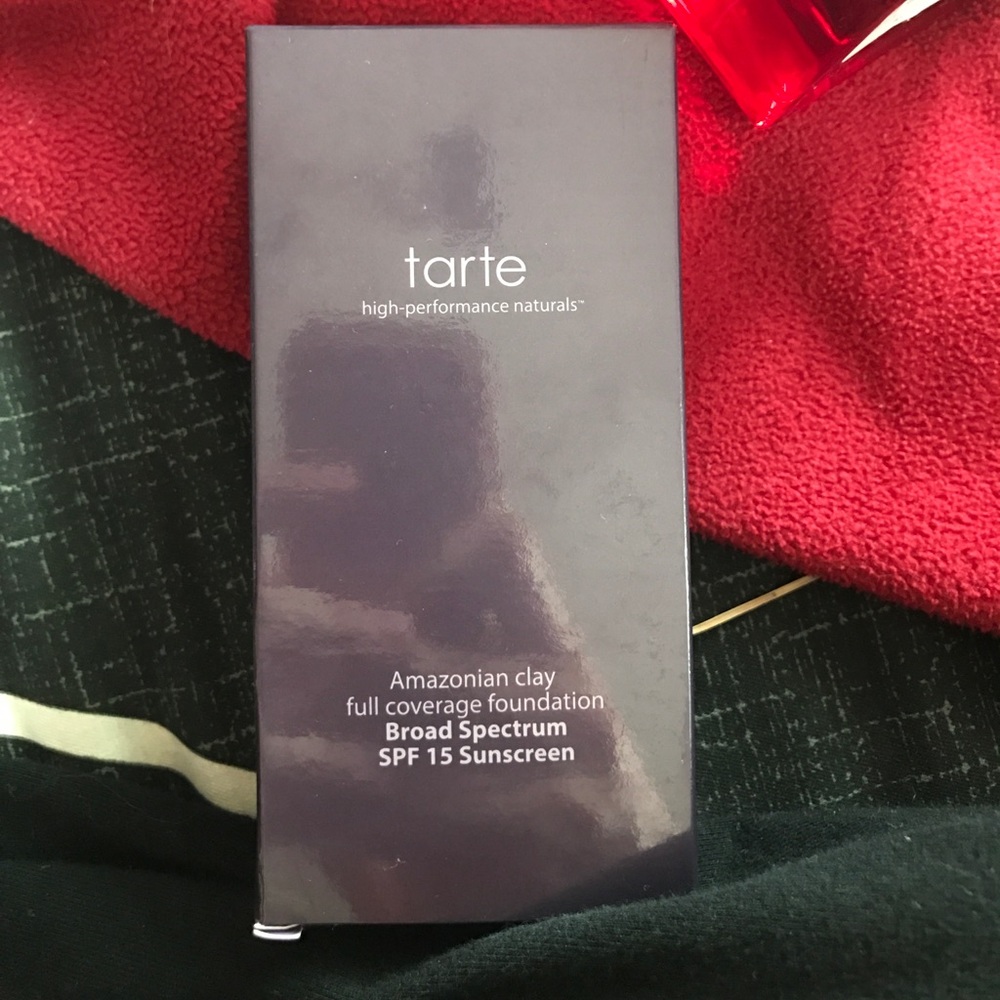 tarte
high-performance naturals™
Amazonian clay
full coverage foundation
Broad Spectrum
SPF 15 Sunscreen